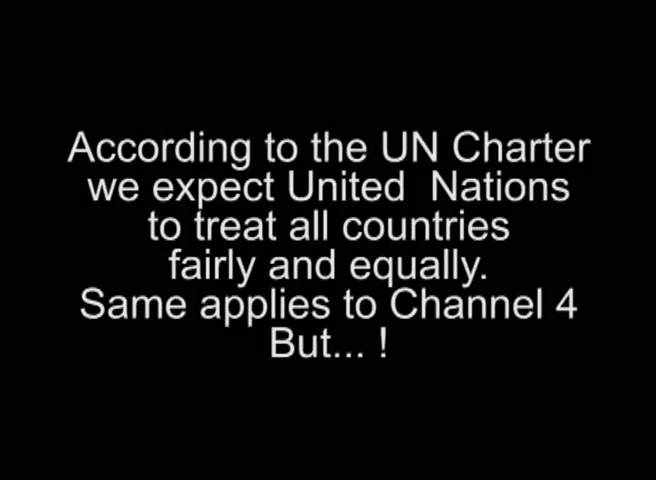 According to the UN Charter
we expect United  Nations
to treat all countries
fairly and equally.
Same applies to Channel 4
But... !